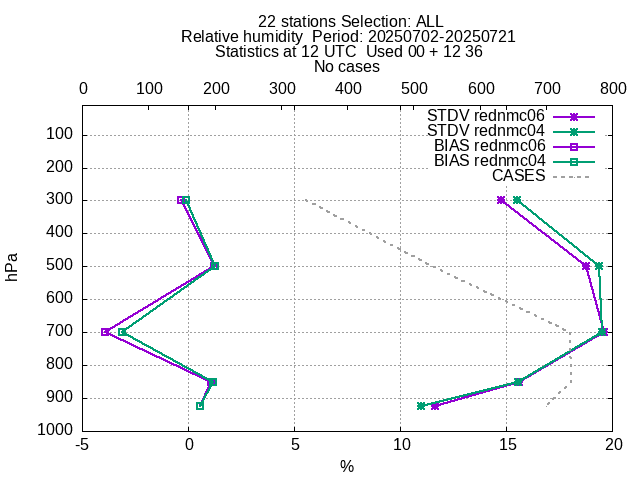 22 stations Selection: ALL
Relative humidity  Period: 20250702-20250721
Statistics at 12 UTC  Used 00 + 12 36
No cases
0 100 200 300 400 500 600 700 800
STDV rednmc06
STDV rednmc04
BIAS rednmc06
BIAS rednmc04
CASES
100
200
300
400
500
600
700
800
900
1000
hPa
-5 0 5 10 15 20
%